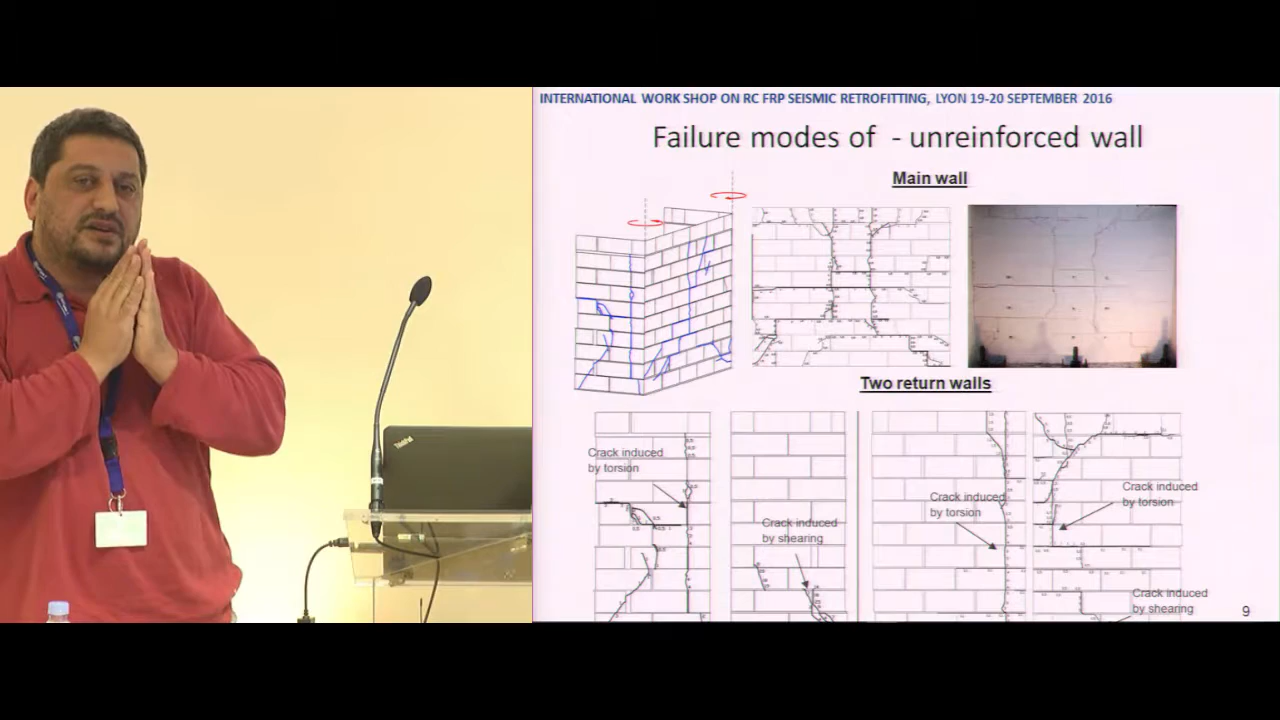 INTERNATIONAL WORK SHOP ON RC FRP SEISMIC RETROFITTING, LYON 19-20 SEPTEMBER 2016
Failure modes of - unreinforced wall
Main wall
Two return walls
Crack induced
by torsion
Crack induced
by shearing
Crack induced
by torsion
Crack induced
by torsion
Crack induced
by shearing
9
ThinkPad